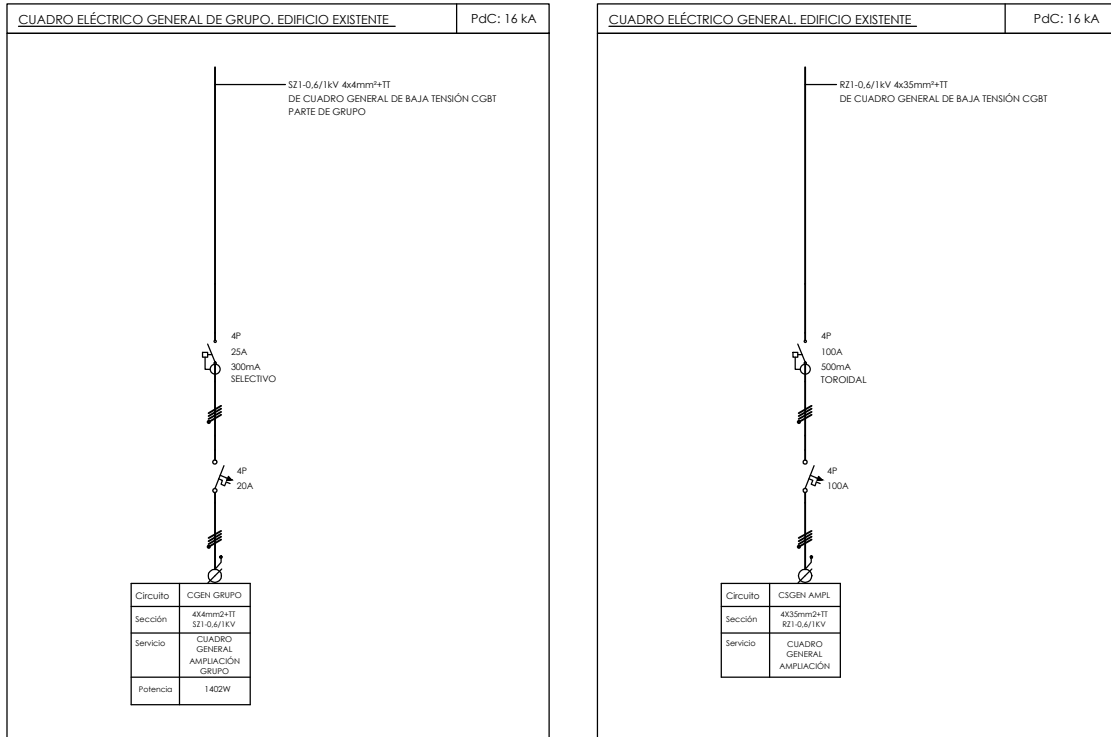 CUADRO ELÉCTRICO GENERAL DE GRUPO. EDIFICIO EXISTENTE
PdC: 16 kA
SZ1-0,6/1kV 4x4mm²+TT
DE CUADRO GENERAL DE BAJA TENSIÓN CGBT
PARTE DE GRUPO
4P
25A
300mA
SELECTIVO
4P
20A
Circuito CGEN GRUPO
Sección 4X4mm2+TT
SZ1-0,6/1KV
Servicio CUADRO
GENERAL
AMPLIACIÓN
GRUPO
Potencia 1402W
CUADRO ELÉCTRICO GENERAL. EDIFICIO EXISTENTE
PdC: 16 kA
RZ1-0,6/1kV 4x35mm²+TT
DE CUADRO GENERAL DE BAJA TENSIÓN CGBT
4P
100A
500mA
TOROIDAL
4P
100A
Circuito CSGEN AMPL
Sección 4X35mm2+TT
RZ1-0,6/1KV
Servicio CUADRO
GENERAL
AMPLIACIÓN